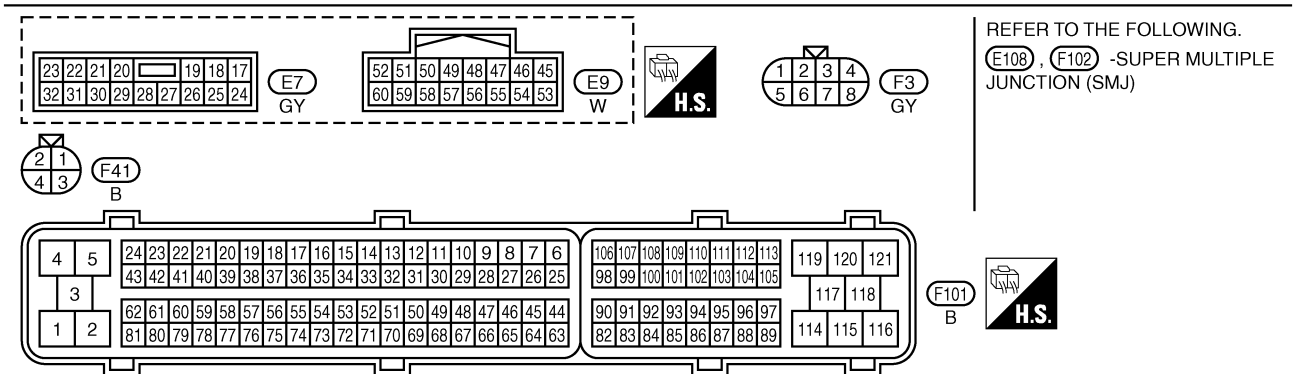 REFER TO THE FOLLOWING.
E108 , F102 -SUPER MULTIPLE
JUNCTION (SMJ)
23 22 21 20 19 18 17
32 31 30 29 28 27 26 25 24
E7
GY
52 51 50 49 48 47 46 45
60 59 58 57 56 55 54 53
E9
W
H.S.
1 2 3 4
5 6 7 8
F3
GY
2 1
4 3
F41
B
4 5
3
1 2
24 23 22 21 20 19 18 17 16 15 14 13 12 11 10 9 8 7 6
43 42 41 40 39 38 37 36 35 34 33 32 31 30 29 28 27 26 25
62 61 60 59 58 57 56 55 54 53 52 51 50 49 48 47 46 45 44
81 80 79 78 77 76 75 74 73 72 71 70 69 68 67 66 65 64 63
106 107 108 109 110 111 112 113
98 99 100 101 102 103 104 105
90 91 92 93 94 95 96 97
82 83 84 85 86 87 88 89
119 120 121
117 118
114 115 116
F101
B
H.S.